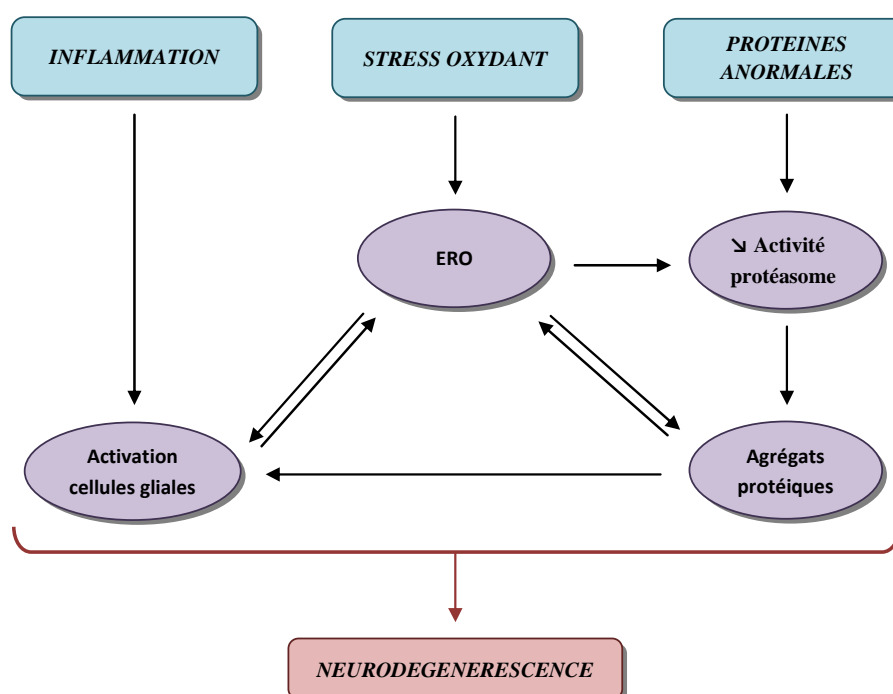 INFLAMMATION
STRESS OXYDANT
PROTEINES
ANORMALES
ERO
↘ Activité
protéasome
Activation
cellules gliales
Agrégats
protéiques
NEURODEGENERESCENCE